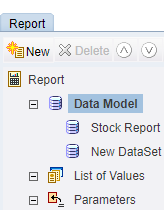 Report
New Delete
Report
Data Model
Stock Report
New DataSet
List of Values
Parameters